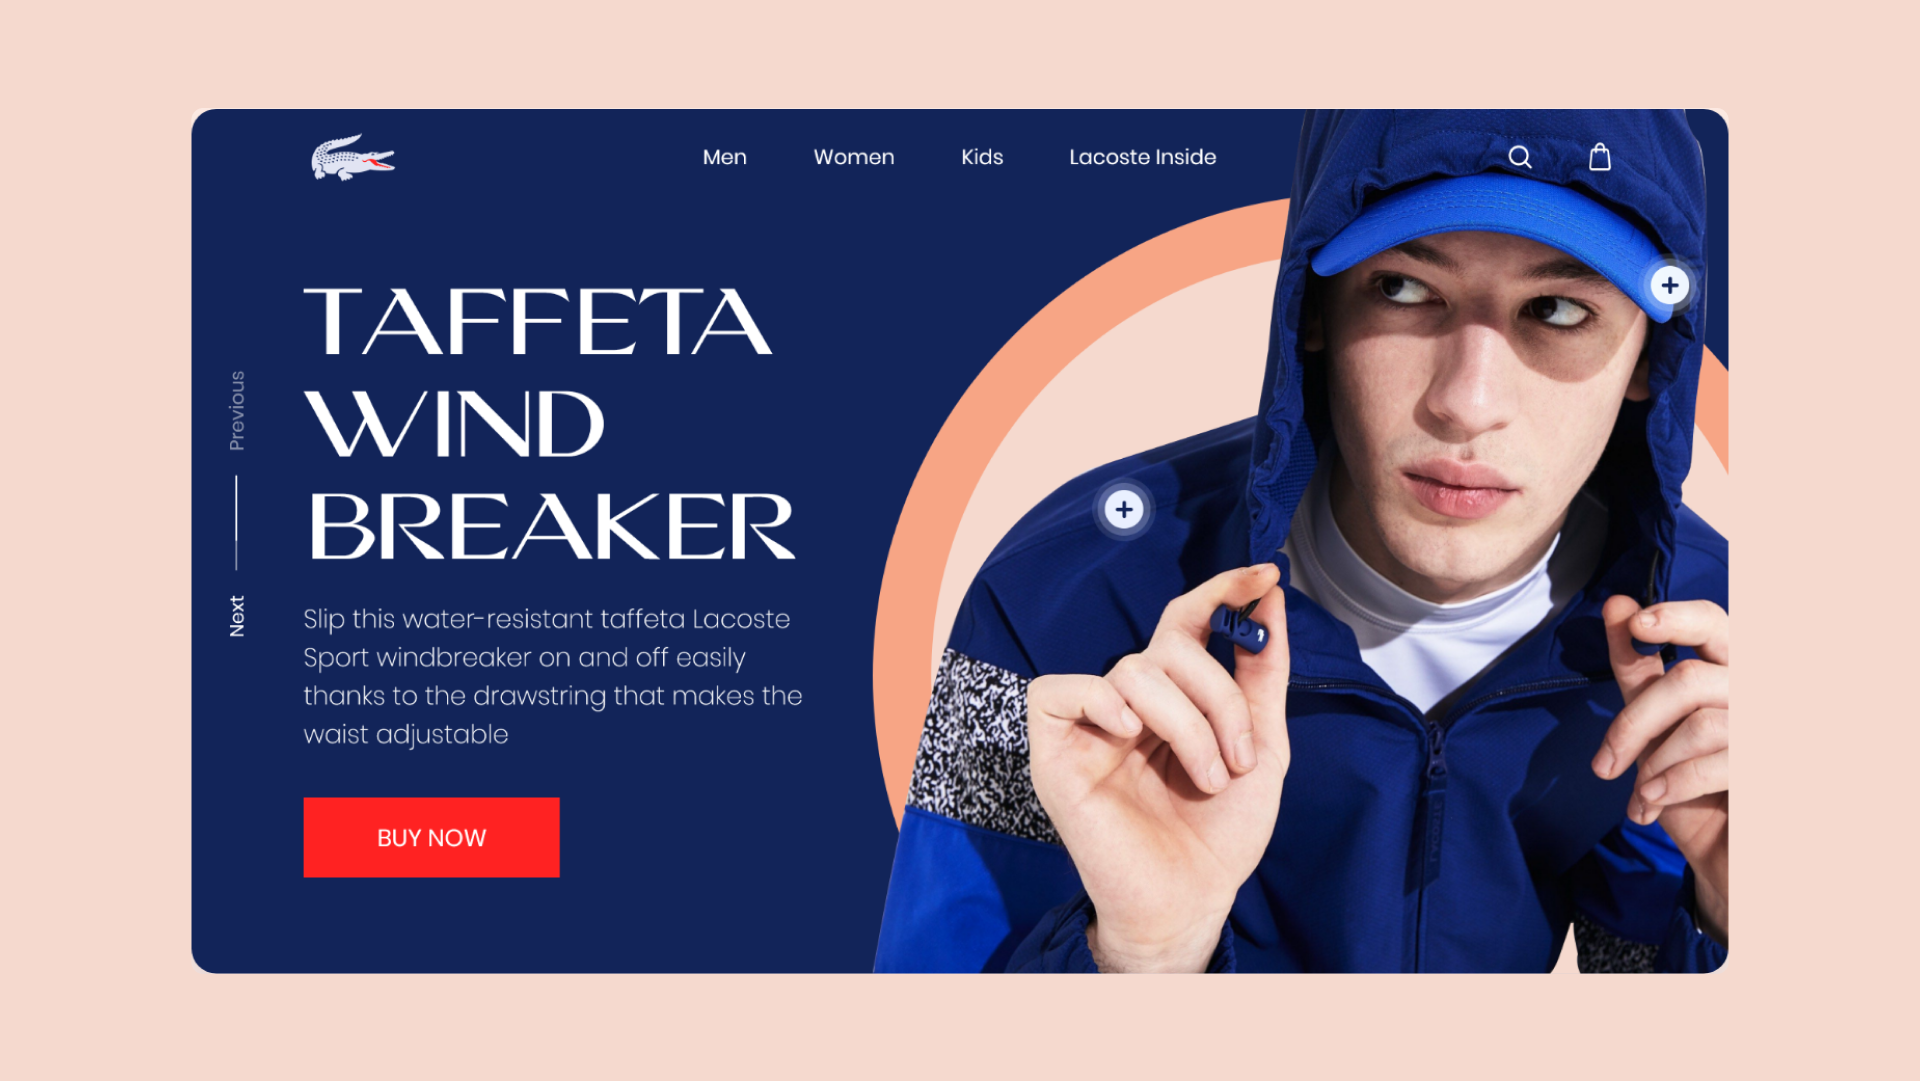 Men
Women
Kids
Lacoste Inside
TAFFETA
WIND
BREAKER
Previous
Next
Slip this water-resistant taffeta Lacoste
Sport windbreaker on and off easily
thanks to the drawstring that makes the
waist adjustable
BUY NOW